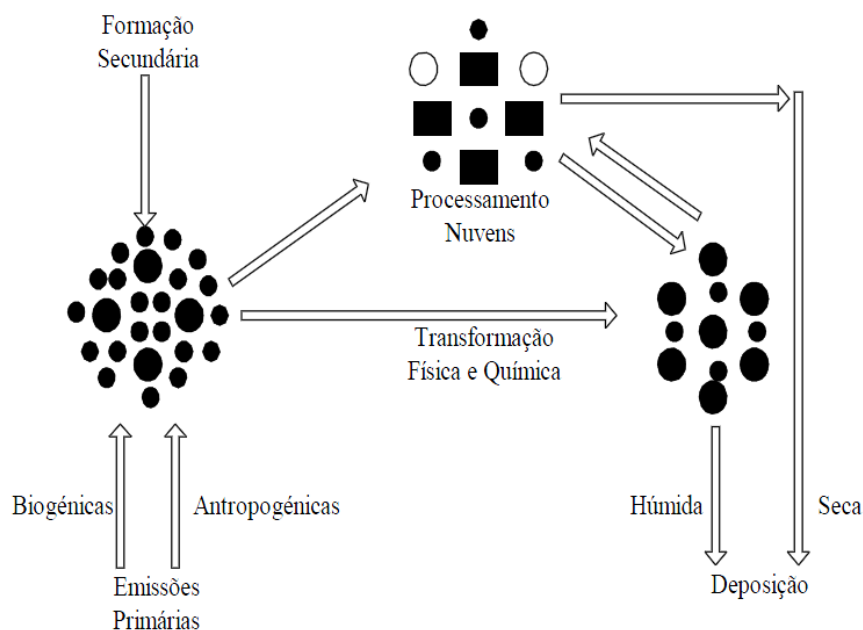 Formação
Secundária
Processamento
Nuvens
Transformação
Física e Química
Biogénicas
Antropogénicas
Húmida
Seca
Emissões
Primárias
Deposição